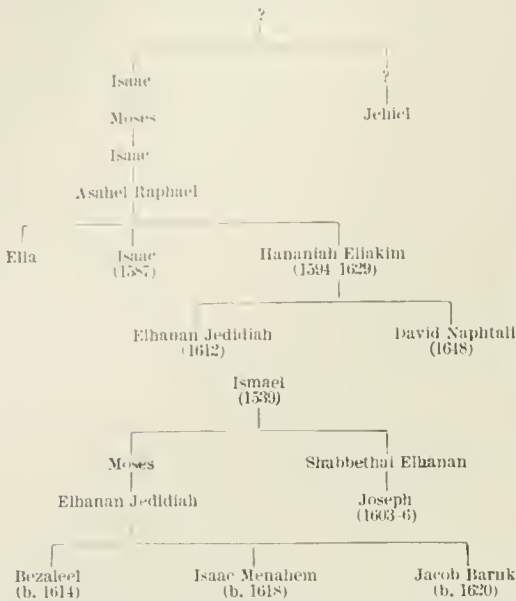 ?
Isaac ?
Moses Jehiel
Isaac
Asahel Raphael
Elia Isaac Hananiah Eliakim
(1587) (1594-1629)
Elhanan Jedidiah David Naphtali
(1612) (1648)
Ismael
(1539)
Moses Shabbethai Elhanan
Elhanan Jedidiah Joseph
(1603-6)
Bezaleel Isaac Menahem Jacob Baruk
(b. 1614) (b. 1618) (b. 1620)